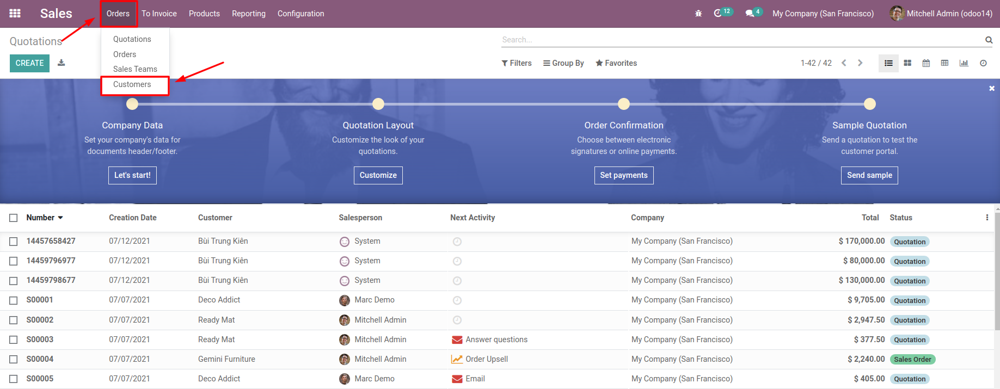 Sales Orders To Invoice Products Reporting Configuration 12 4 My Company (San Francisco) Mitchell Admin (odoo14)
Quotations
Search...
CREATE
Filters Group By Favorites 1-42 / 42
Quotations
Orders
Sales Teams
Customers
Company Data
Set your company's data for
documents header/footer.
Let's start!
Quotation Layout
Customize the look of your
quotations.
Customize
Order Confirmation
Choose between electronic
signatures or online payments.
Set payments
Sample Quotation
Send a quotation to test the
customer portal.
Send sample
Number Creation Date Customer Salesperson Next Activity Company Total Status
14457658427 07/12/2021 Bùi Trung Kiên System My Company (San Francisco) $ 170,000.00 Quotation
14459796977 07/12/2021 Bùi Trung Kiên System My Company (San Francisco) $ 80,000.00 Quotation
14459798677 07/12/2021 Bùi Trung Kiên System My Company (San Francisco) $ 130,000.00 Quotation
S00001 07/07/2021 Deco Addict Marc Demo My Company (San Francisco) $ 9,705.00 Quotation
S00002 07/07/2021 Ready Mat Mitchell Admin My Company (San Francisco) $ 2,947.50 Quotation
S00003 07/07/2021 Ready Mat Mitchell Admin Answer questions My Company (San Francisco) $ 377.50 Quotation
S00004 07/07/2021 Gemini Furniture Mitchell Admin Order Upsell My Company (San Francisco) $ 2,240.00 Sales Order
S00005 07/07/2021 Deco Addict Marc Demo Email My Company (San Francisco) $ 405.00 Quotation